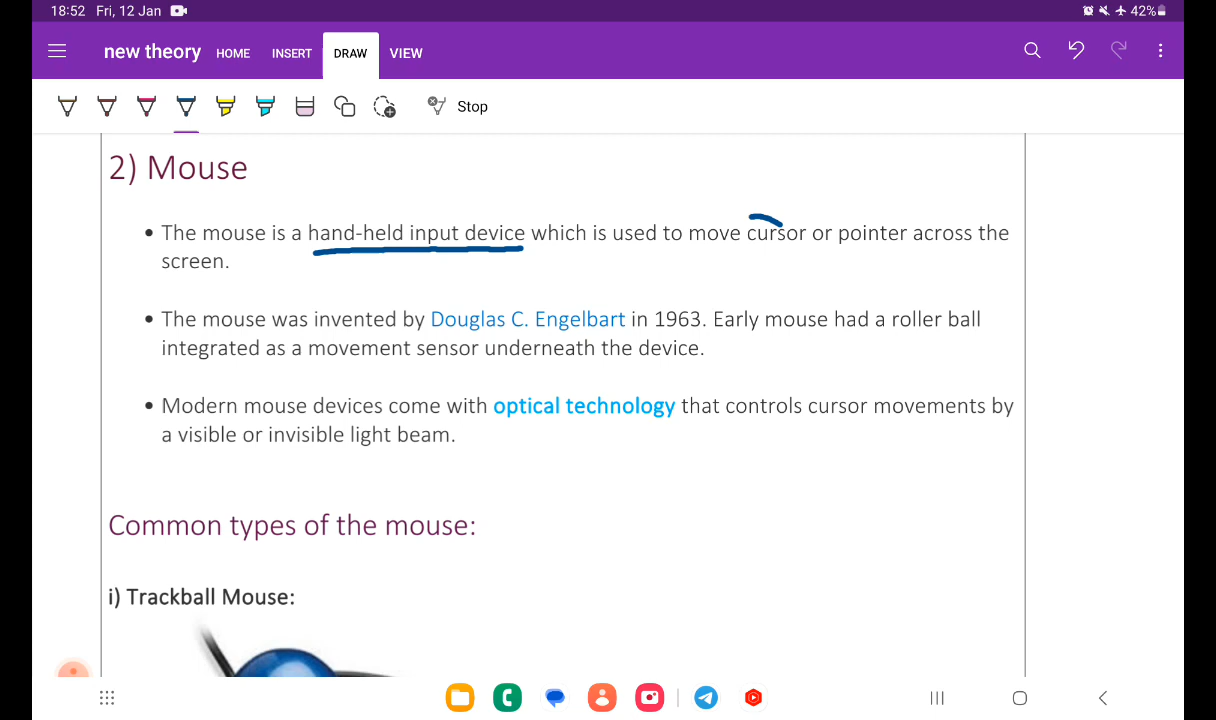 18:52 Fri, 12 Jan
42%
new theory HOME INSERT DRAW VIEW
Stop
2) Mouse
• The mouse is a hand-held input device which is used to move cursor or pointer across the
screen.
• The mouse was invented by Douglas C. Engelbart in 1963. Early mouse had a roller ball
integrated as a movement sensor underneath the device.
• Modern mouse devices come with optical technology that controls cursor movements by
a visible or invisible light beam.
Common types of the mouse:
i) Trackball Mouse: